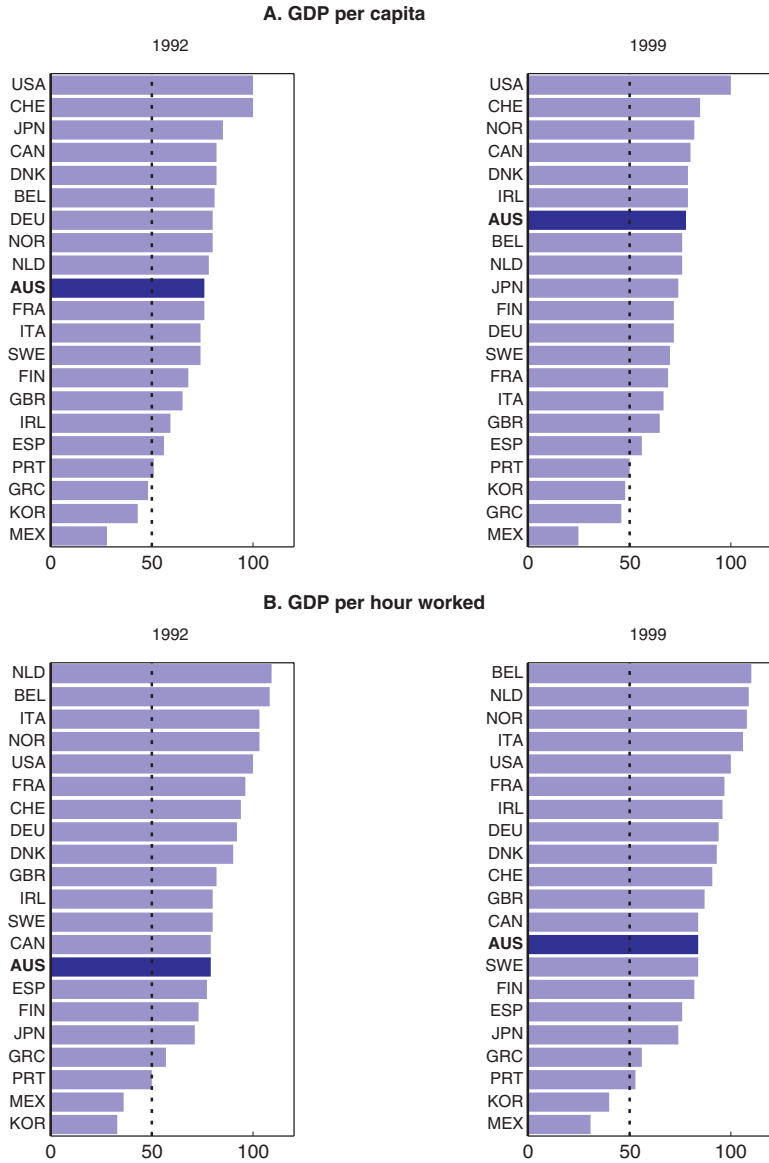 A. GDP per capita
1992
USA
CHE
JPN
CAN
DNK
BEL
DEU
NOR
NLD
AUS
FRA
ITA
SWE
FIN
GBR
IRL
ESP
PRT
GRC
KOR
MEX
0 50 100
1999
USA
CHE
NOR
CAN
DNK
IRL
AUS
BEL
NLD
JPN
FIN
DEU
SWE
FRA
ITA
GBR
ESP
PRT
KOR
GRC
MEX
0 50 100
B. GDP per hour worked
1992
NLD
BEL
ITA
NOR
USA
FRA
CHE
DEU
DNK
GBR
IRL
SWE
CAN
AUS
ESP
FIN
JPN
GRC
PRT
MEX
KOR
0 50 100
1999
BEL
NLD
NOR
ITA
USA
FRA
IRL
DEU
DNK
CHE
GBR
CAN
AUS
SWE
FIN
ESP
JPN
GRC
PRT
KOR
MEX
0 50 100